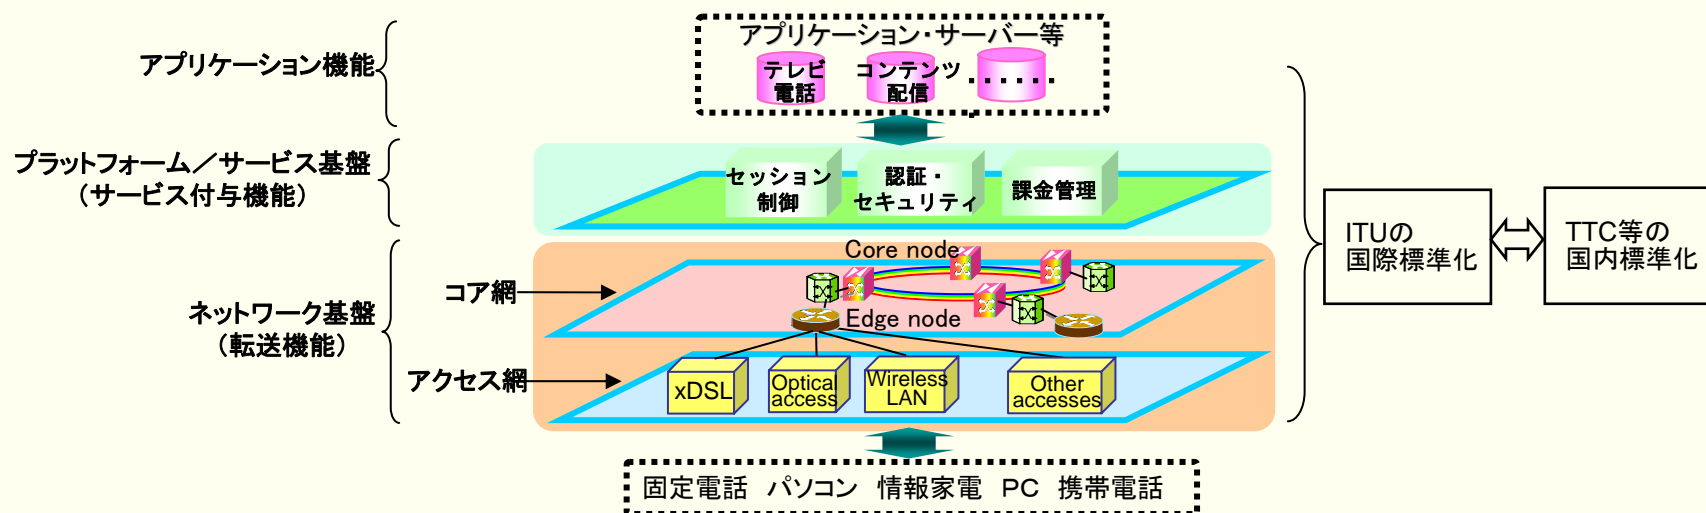 アプリケーション機能
アプリケーション・サーバー等
テレビ
電話
コンテンツ
配信
‥‥‥
プラットフォーム／サービス基盤
（サービス付与機能）
セッション
制御
認証・
セキュリティ
課金管理
ネットワーク基盤
（転送機能）
コア網
Core node
Edge node
アクセス網
xDSL
Optical
access
Wireless
LAN
Other
accesses
固定電話 パソコン 情報家電 PC 携帯電話
ITUの
国際標準化
TTC等の
国内標準化